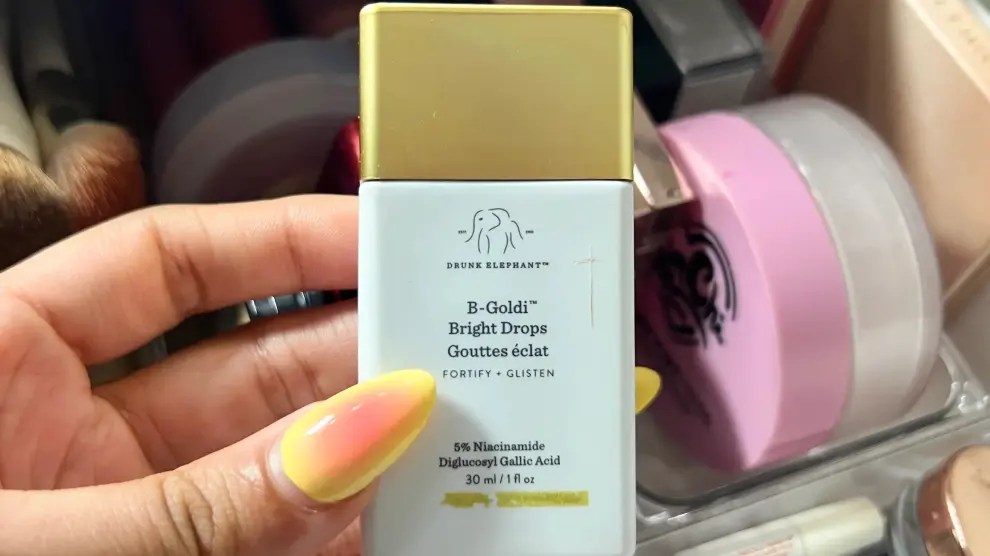 DRUNK ELEPHANT™
B-Goldi™
Bright Drops
Gouttes éclat
FORTIFY + GLISTEN
5% Niacinamide
Diglucosyl Gallic Acid
30 ml / 1 fl oz